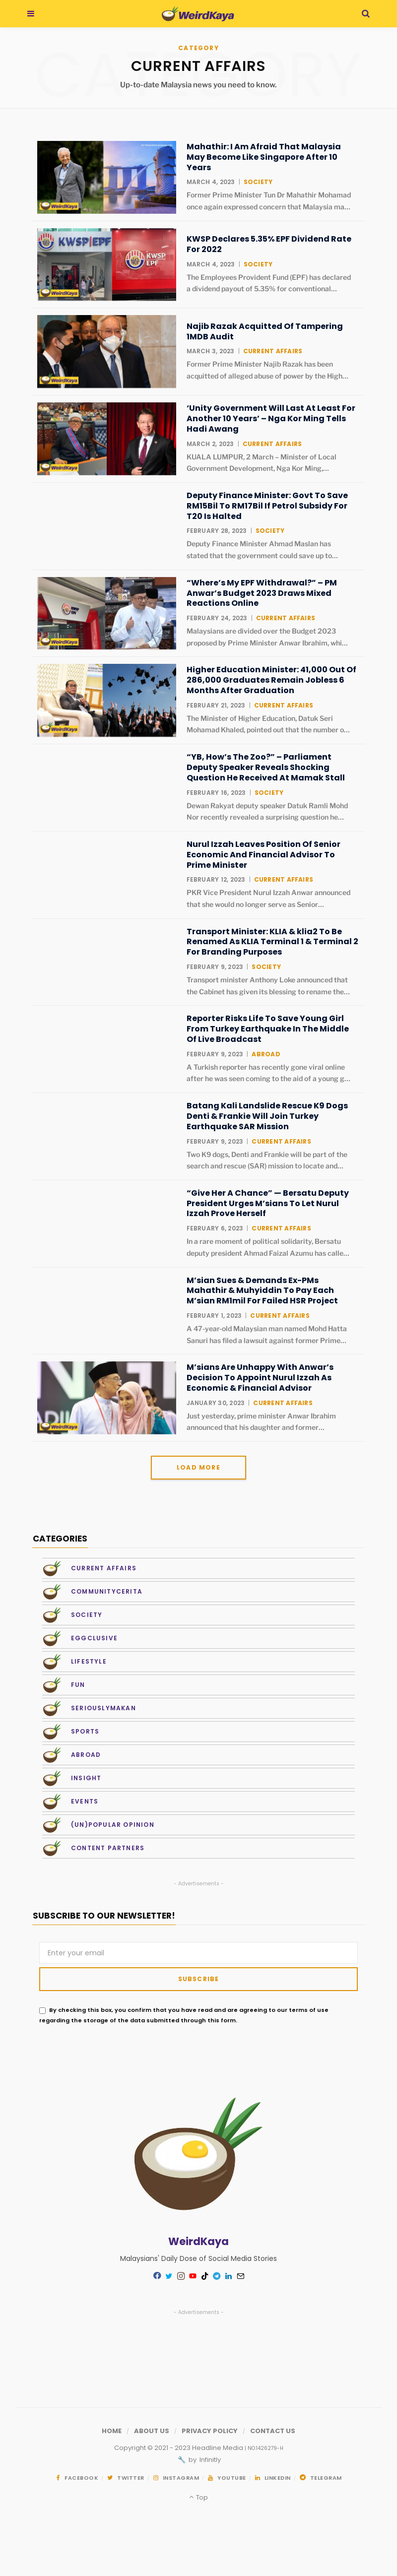 WeirdKaya
CATEGORY
CURRENT AFFAIRS
Up-to-date Malaysia news you need to know.
Mahathir: I Am Afraid That Malaysia
May Become Like Singapore After 10
Years
MARCH 4, 2023 | SOCIETY
Former Prime Minister Tun Dr Mahathir Mohamad
once again expressed concern that Malaysia ma...
KWSP Declares 5.35% EPF Dividend Rate
For 2022
MARCH 4, 2023 | SOCIETY
The Employees Provident Fund (EPF) has declared
a dividend payout of 5.35% for conventional...
Najib Razak Acquitted Of Tampering
1MDB Audit
MARCH 3, 2023 | CURRENT AFFAIRS
Former Prime Minister Najib Razak has been
acquitted of alleged abuse of power by the High...
‘Unity Government Will Last At Least For
Another 10 Years’ – Nga Kor Ming Tells
Hadi Awang
MARCH 2, 2023 | CURRENT AFFAIRS
KUALA LUMPUR, 2 March – Minister of Local
Government Development, Nga Kor Ming,...
Deputy Finance Minister: Govt To Save
RM15Bil To RM17Bil If Petrol Subsidy For
T20 Is Halted
FEBRUARY 28, 2023 | SOCIETY
Deputy Finance Minister Ahmad Maslan has
stated that the government could save up to...
“Where’s My EPF Withdrawal?” – PM
Anwar’s Budget 2023 Draws Mixed
Reactions Online
FEBRUARY 24, 2023 | CURRENT AFFAIRS
Malaysians are divided over the Budget 2023
proposed by Prime Minister Anwar Ibrahim, whi...
Higher Education Minister: 41,000 Out Of
286,000 Graduates Remain Jobless 6
Months After Graduation
FEBRUARY 21, 2023 | CURRENT AFFAIRS
The Minister of Higher Education, Datuk Seri
Mohamad Khaled, pointed out that the number o...
“YB, How’s The Zoo?” – Parliament
Deputy Speaker Reveals Shocking
Question He Received At Mamak Stall
FEBRUARY 16, 2023 | SOCIETY
Dewan Rakyat deputy speaker Datuk Ramli Mohd
Nor recently revealed a surprising question he...
Nurul Izzah Leaves Position Of Senior
Economic And Financial Advisor To
Prime Minister
FEBRUARY 12, 2023 | CURRENT AFFAIRS
PKR Vice President Nurul Izzah Anwar announced
that she would no longer serve as Senior...
Transport Minister: KLIA & klia2 To Be
Renamed As KLIA Terminal 1 & Terminal 2
For Branding Purposes
FEBRUARY 9, 2023 | SOCIETY
Transport minister Anthony Loke announced that
the Cabinet has given its blessing to rename the...
Reporter Risks Life To Save Young Girl
From Turkey Earthquake In The Middle
Of Live Broadcast
FEBRUARY 9, 2023 | ABROAD
A Turkish reporter has recently gone viral online
after he was seen coming to the aid of a young g...
Batang Kali Landslide Rescue K9 Dogs
Denti & Frankie Will Join Turkey
Earthquake SAR Mission
FEBRUARY 9, 2023 | CURRENT AFFAIRS
Two K9 dogs, Denti and Frankie will be part of the
search and rescue (SAR) mission to locate and...
“Give Her A Chance” — Bersatu Deputy
President Urges M’sians To Let Nurul
Izzah Prove Herself
FEBRUARY 6, 2023 | CURRENT AFFAIRS
In a rare moment of political solidarity, Bersatu
deputy president Ahmad Faizal Azumu has calle...
M’sian Sues & Demands Ex-PMs
Mahathir & Muhyiddin To Pay Each
M’sian RM1mil For Failed HSR Project
FEBRUARY 1, 2023 | CURRENT AFFAIRS
A 47-year-old Malaysian man named Mohd Hatta
Sanuri has filed a lawsuit against former Prime...
M’sians Are Unhappy With Anwar’s
Decision To Appoint Nurul Izzah As
Economic & Financial Advisor
JANUARY 30, 2023 | CURRENT AFFAIRS
Just yesterday, prime minister Anwar Ibrahim
announced that his daughter and former...
LOAD MORE
CATEGORIES
CURRENT AFFAIRS
COMMUNITYCERITA
SOCIETY
EGGCLUSIVE
LIFESTYLE
FUN
SERIOUSLYMAKAN
SPORTS
ABROAD
INSIGHT
EVENTS
(UN)POPULAR OPINION
CONTENT PARTNERS
- Advertisements -
SUBSCRIBE TO OUR NEWSLETTER!
Enter your email
SUBSCRIBE
By checking this box, you confirm that you have read and are agreeing to our terms of use
regarding the storage of the data submitted through this form.
WeirdKaya
Malaysians' Daily Dose of Social Media Stories
- Advertisements -
HOME / ABOUT US / PRIVACY POLICY / CONTACT US
Copyright © 2021 - 2023 Headline Media | NO.1426279-H
by Infinitly
FACEBOOK / TWITTER / INSTAGRAM / YOUTUBE / LINKEDIN / TELEGRAM
Top